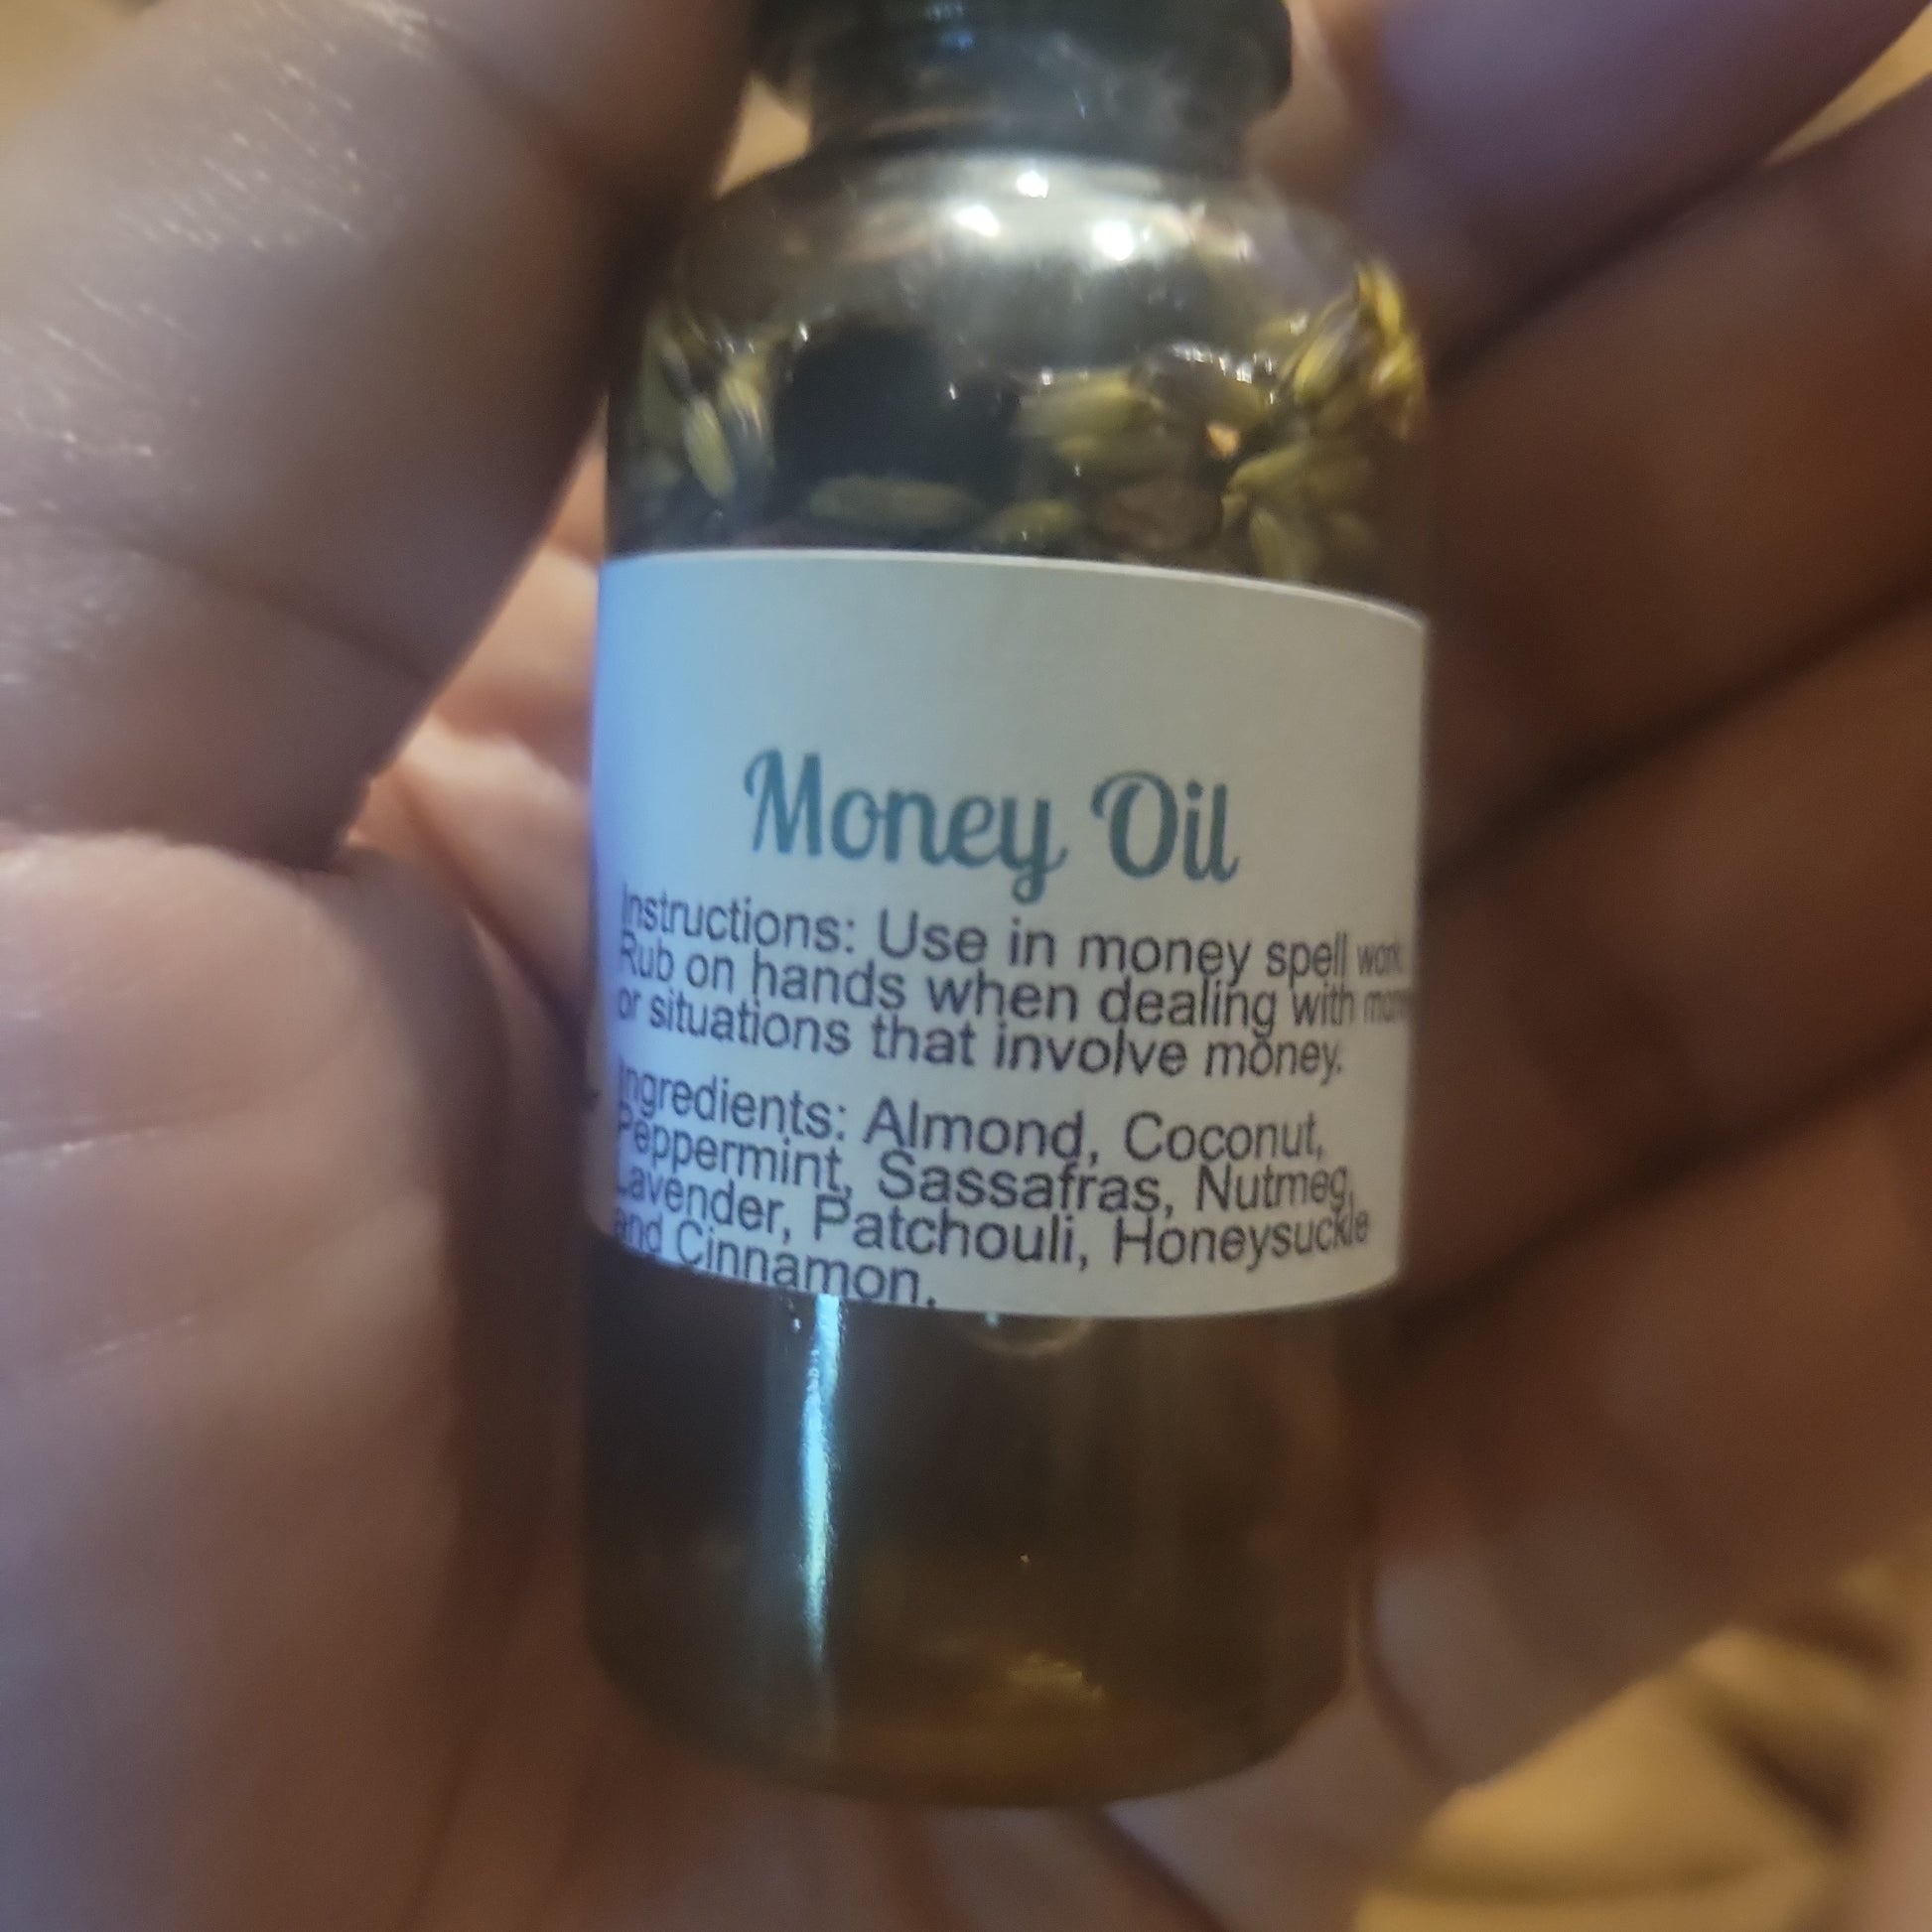 Money Oil
Instructions: Use in money spell work.
Rub on hands when dealing with
or situations that involve money.
Ingredients: Almond, Coconut,
Peppermint, Sassafras, Nutmeg,
Lavender, Patchouli, Honeysuckle
and Cinnamon.